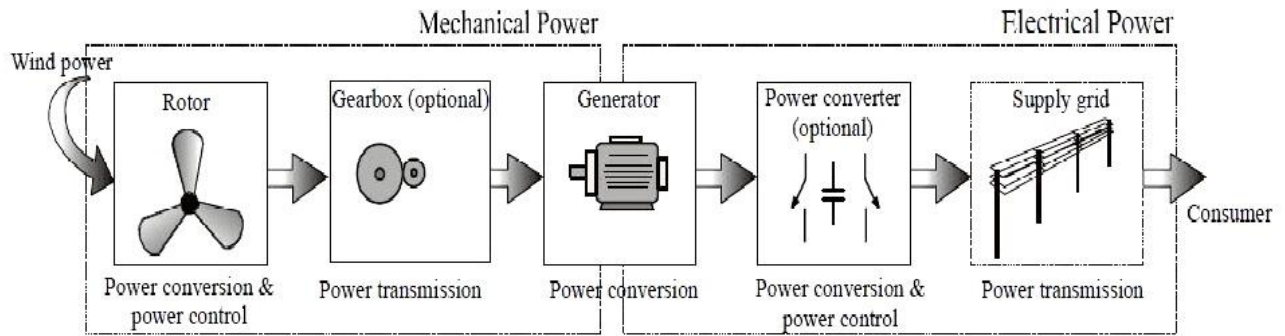 Mechanical Power
Electrical Power
Wind power
Rotor
Gearbox (optional)
Generator
Power converter
(optional)
Supply grid
Consumer
Power conversion &
power control
Power transmission
Power conversion
Power conversion &
power control
Power transmission